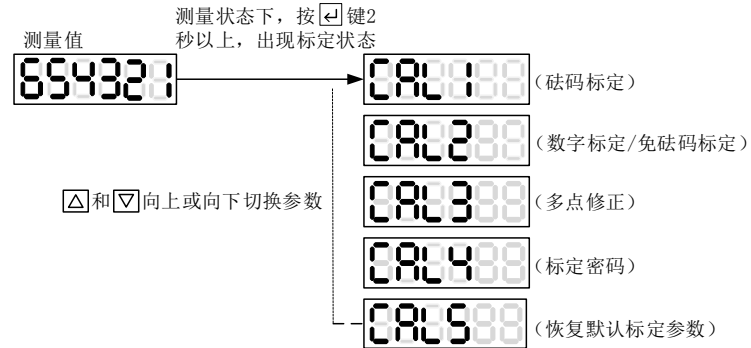 测量状态下，按键2
秒以上，出现标定状态
测量值
654321
CAL1
（砝码标定）
CAL2
（数字标定/免砝码标定）
△和▽向上或向下切换参数
CAL3
（多点修正）
CAL4
（标定密码）
CAL5
（恢复默认标定参数）